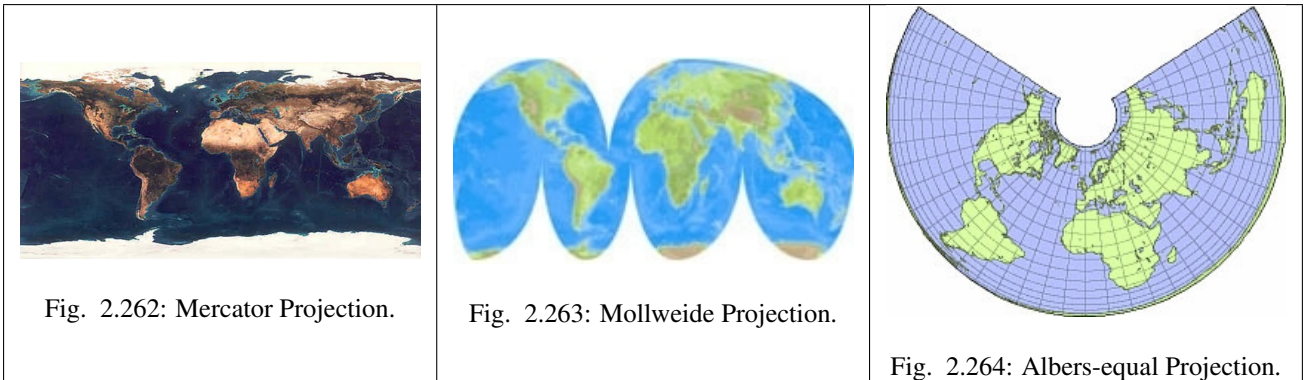 Fig. 2.262: Mercator Projection.
Fig. 2.263: Mollweide Projection.
Fig. 2.264: Albers-equal Projection.